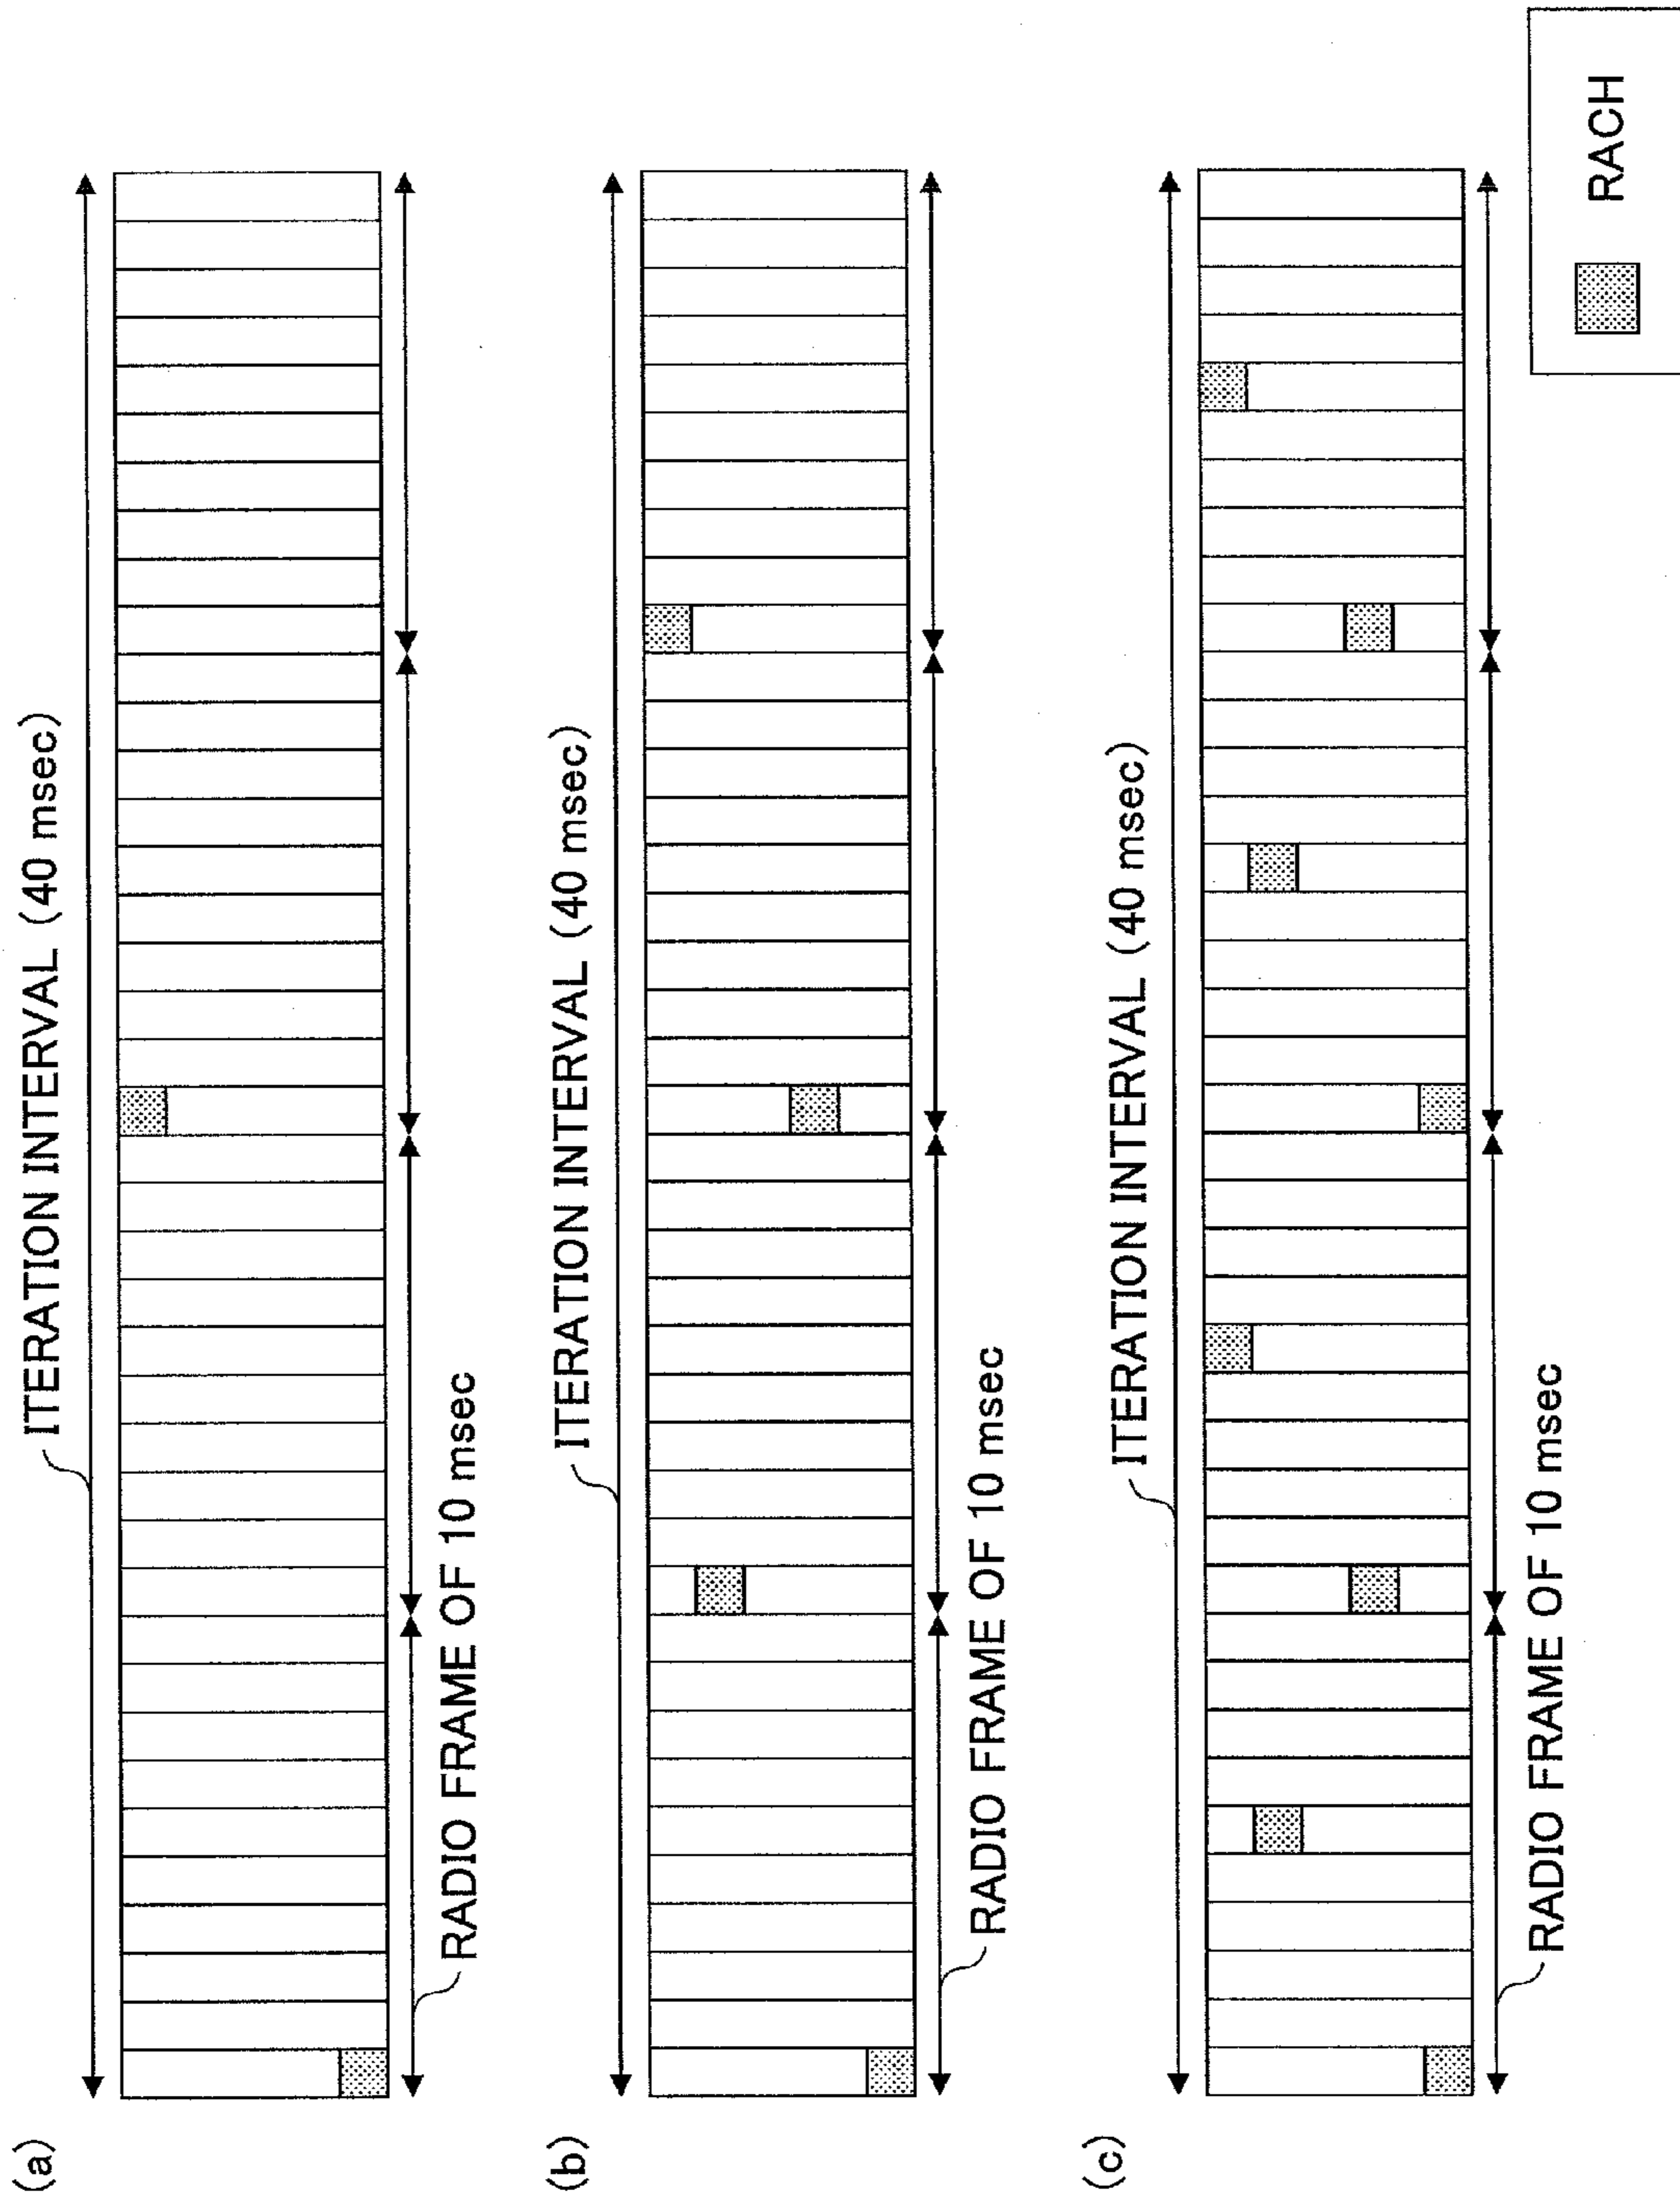 (a)
ITERATION INTERVAL (40 msec)
RADIO FRAME OF 10 msec
(b)
ITERATION INTERVAL (40 msec)
RADIO FRAME OF 10 msec
(c)
ITERATION INTERVAL (40 msec)
RADIO FRAME OF 10 msec
RACH